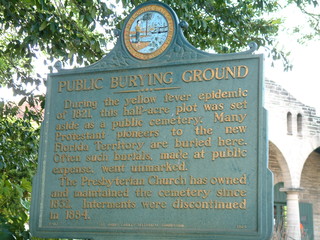 PUBLIC BURYING GROUND
During the yellow fever epidemic
of 1821, this half-acre plot was set
aside as a public cemetery. Many
Protestant pioneers to the new
Florida Territory are buried here.
Often such burials, made at public
expense, went unmarked.
The Presbyterian Church has owned
and maintained the cemetery since
1832. Interments were discontinued
in 1884.